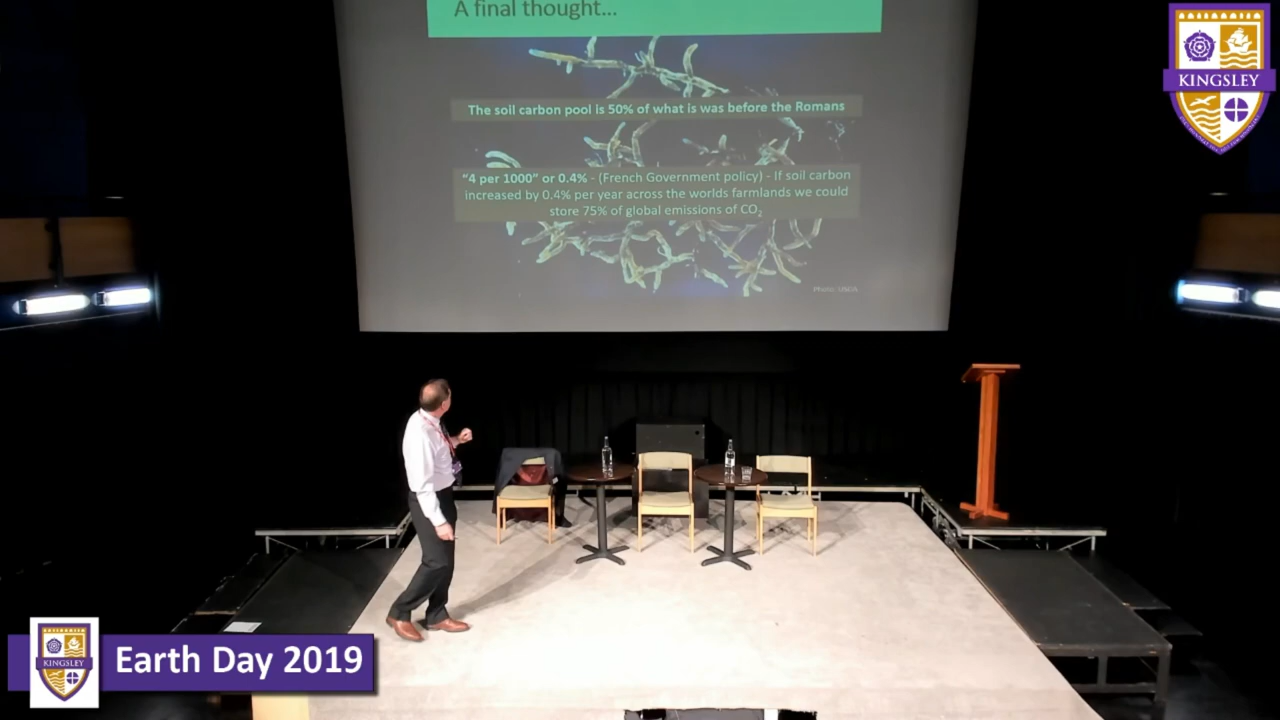 A final thought...
The soil carbon pool is 50% of what is was before the Romans
"4 per 1000" or 0.4% - (French Government policy) - If soil carbon
increased by 0.4% per year across the worlds farmlands we could
store 75% of global emissions of CO₂
Photo: USDA
KINGSLEY
KINGSLEY
Earth Day 2019